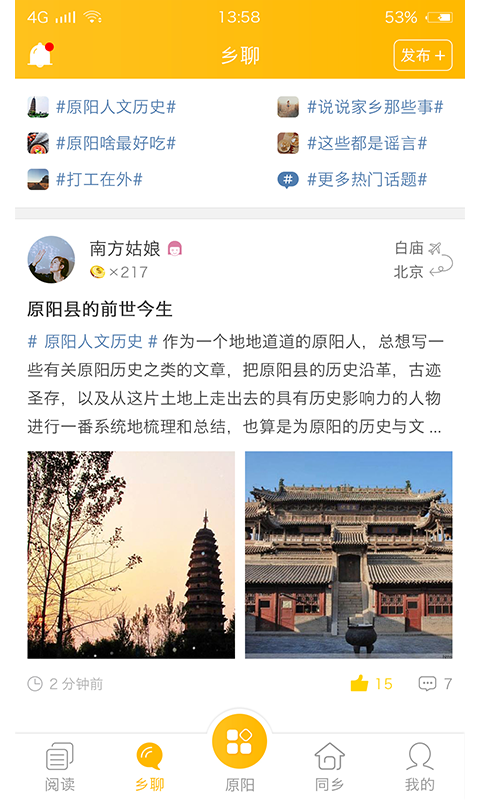 4G 13:58 53%
乡聊 发布 +
#原阳人文历史# #说说家乡那些事#
#原阳啥最好吃# #这些都是谣言#
#打工在外# #更多热门话题#
南方姑娘 白庙
×217 北京
原阳县的前世今生
# 原阳人文历史 # 作为一个地地道道的原阳人，总想写一
些有关原阳历史之类的文章，把原阳县的历史沿革，古迹
圣存，以及从这片土地上走出去的具有历史影响力的人物
进行一番系统地梳理和总结，也算是为原阳的历史与文 ...
2 分钟前 15 7
阅读 乡聊 原阳 同乡 我的